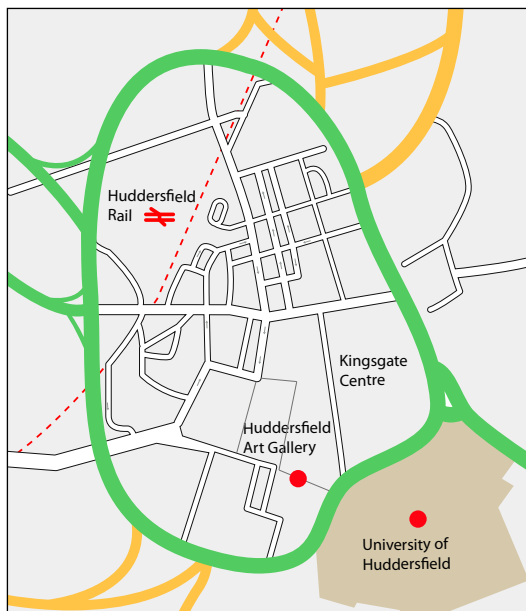 Huddersfield
Rail
Kingsgate
Centre
Huddersfield
Art Gallery
University of
Huddersfield